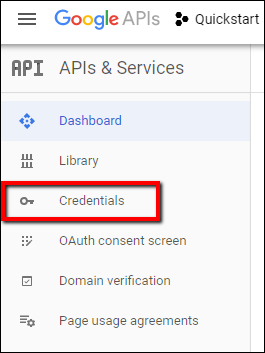 Google APIs Quickstart
API APIs & Services
Dashboard
Library
Credentials
OAuth consent screen
Domain verification
Page usage agreements